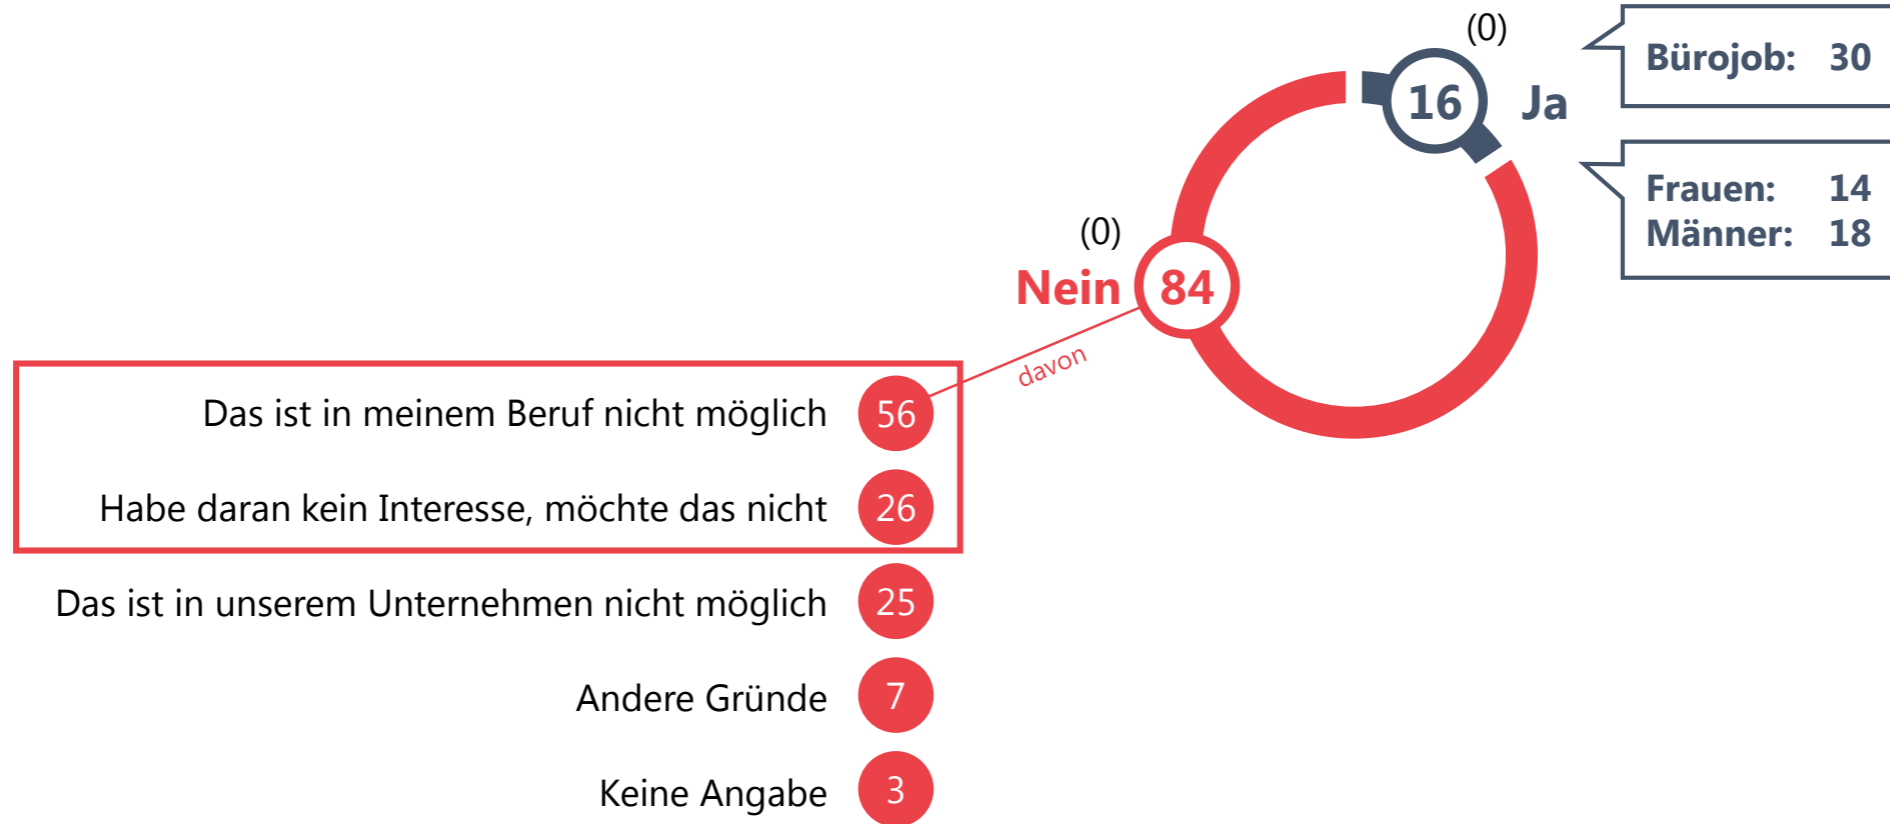 (0)
16 Ja
Bürojob: 30
Frauen: 14
Männer: 18
(0)
Nein 84
davon
Das ist in meinem Beruf nicht möglich 56
Habe daran kein Interesse, möchte das nicht 26
Das ist in unserem Unternehmen nicht möglich 25
Andere Gründe 7
Keine Angabe 3